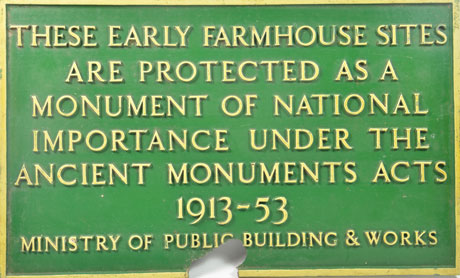 THESE EARLY FARMHOUSE SITES
ARE PROTECTED AS A
MONUMENT OF NATIONAL
IMPORTANCE UNDER THE
ANCIENT MONUMENTS ACTS
1913-53
MINISTRY OF PUBLIC BUILDING & WORKS